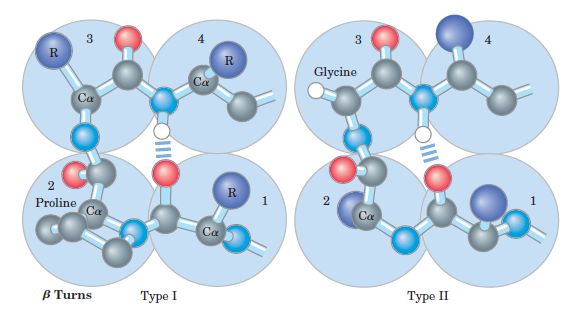 3
R
4
R
Cα
Cα
2
Proline
Cα
R
Cα
1
β Turns
Type I
3
4
Glycine
2
Cα
1
Type II